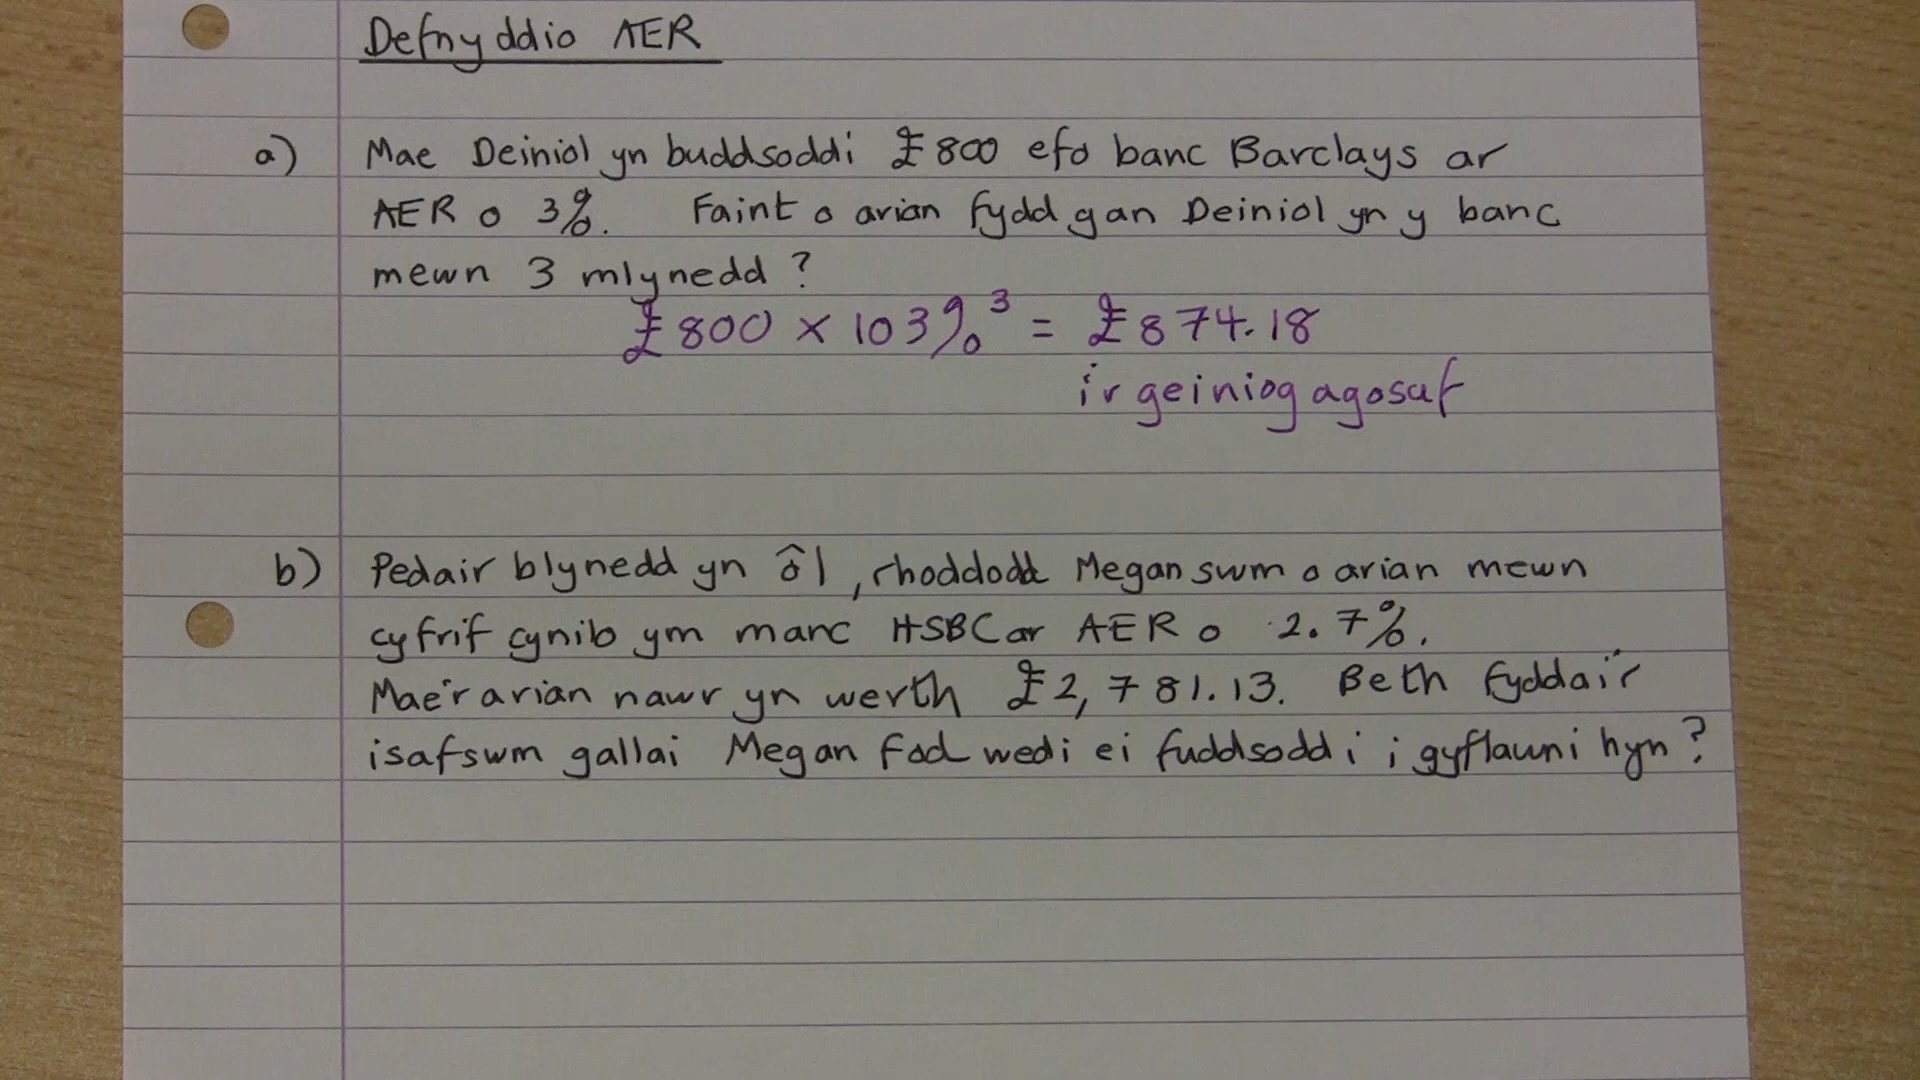 Defnyddio AER
a) Mae Deiniol yn buddsoddi £800 efo banc Barclays ar
AER o 3%. Faint o arian fydd gan Deiniol yn y banc
mewn 3 mlynedd?
£800 × 103%³ = £874.18
i'r geiniog agosaf
b) Pedair blynedd yn ôl, rhoddodd Megan swm o arian mewn
cyfrif cynilo ym manc HSBC ar AER o 2.7%.
Mae'r arian nawr yn werth £2,781.13. Beth fyddai'r
isafswm gallai Megan fod wedi ei fuddsoddi i gyflawni hyn?